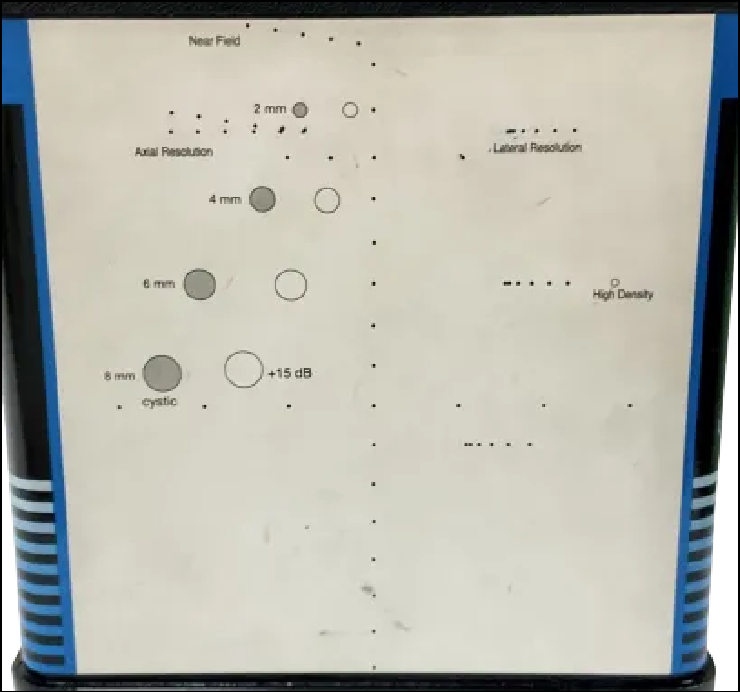 Near Field
2 mm
Axial Resolution
Lateral Resolution
4 mm
6 mm
High Density
8 mm
+15 dB
cystic